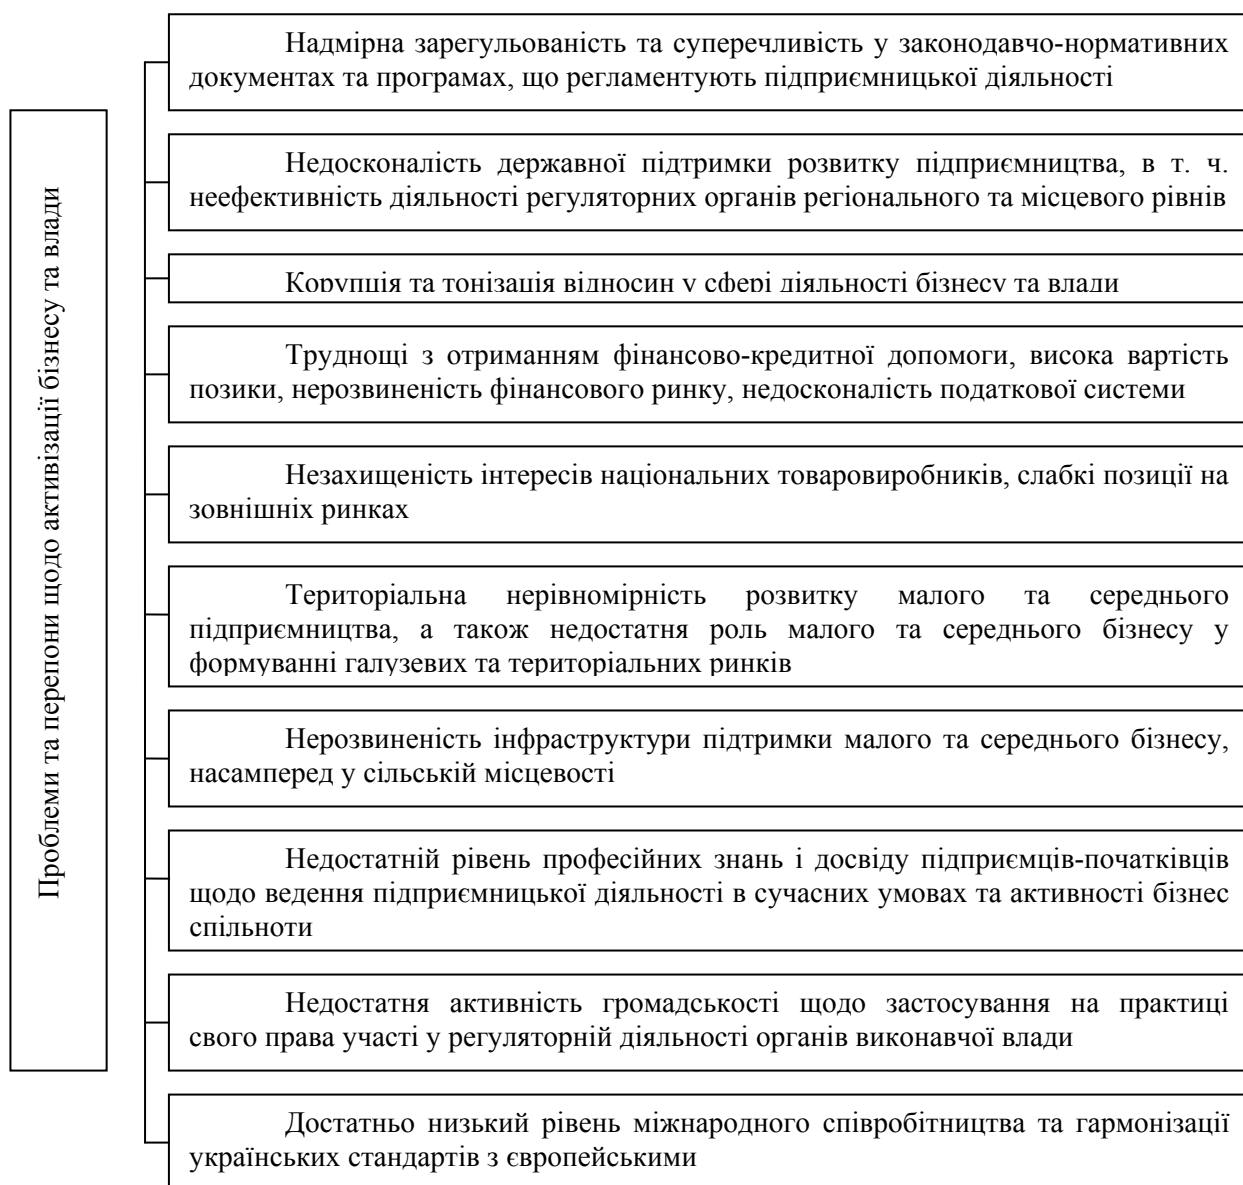 Проблеми та перепони щодо активізації бізнесу та влади
Надмірна зарегульованість та суперечливість у законодавчо-нормативних
документах та програмах, що регламентують підприємницької діяльності
Недосконалість державної підтримки розвитку підприємництва, в т. ч.
неефективність діяльності регуляторних органів регіонального та місцевого рівнів
Корупція та тонізація відносин у сфері діяльності бізнесу та влади
Труднощі з отриманням фінансово-кредитної допомоги, висока вартість
позики, нерозвиненість фінансового ринку, недосконалість податкової системи
Незахищеність інтересів національних товаровиробників, слабкі позиції на
зовнішніх ринках
Територіальна нерівномірність розвитку малого та середнього
підприємництва, а також недостатня роль малого та середнього бізнесу у
формуванні галузевих та територіальних ринків
Нерозвиненість інфраструктури підтримки малого та середнього бізнесу,
насамперед у сільській місцевості
Недостатній рівень професійних знань і досвіду підприємців-початківців
щодо ведення підприємницької діяльності в сучасних умовах та активності бізнес
спільноти
Недостатня активність громадськості щодо застосування на практиці
свого права участі у регуляторній діяльності органів виконавчої влади
Достатньо низький рівень міжнародного співробітництва та гармонізації
українських стандартів з європейськими